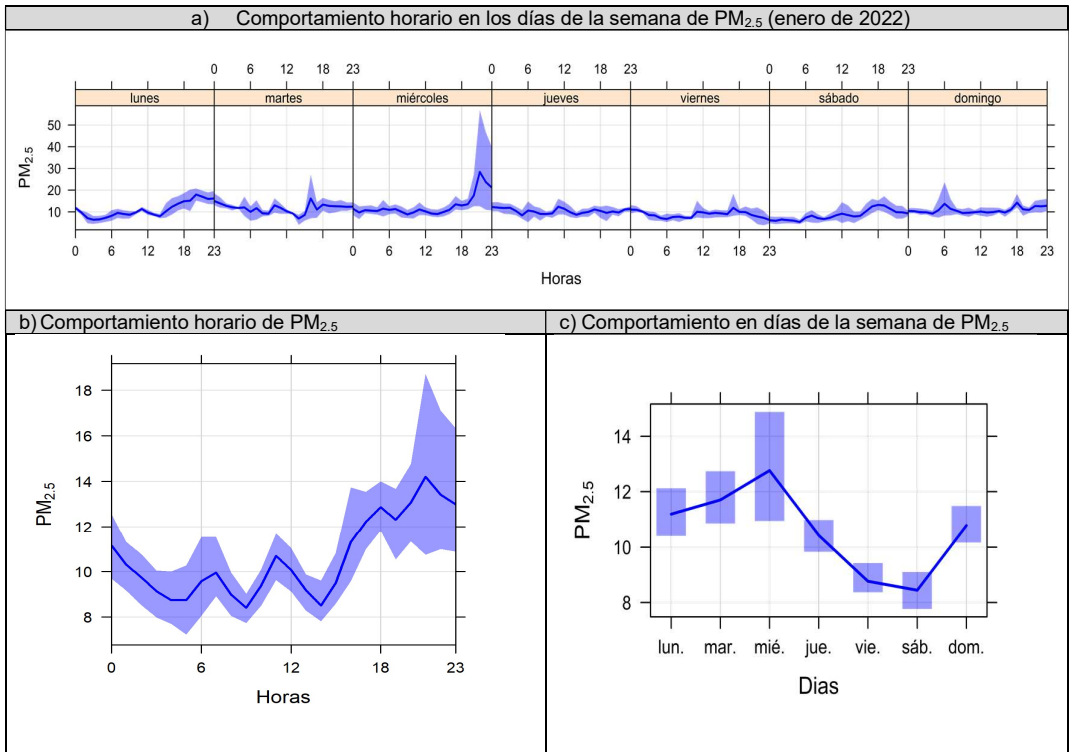 a) Comportamiento horario en los días de la semana de PM2.5 (enero de 2022)
0 6 12 18 23 0 6 12 18 23 0 6 12 18 23
lunes martes miércoles jueves viernes sábado domingo
50
40
30
20
10
PM2.5
0 6 12 18 23 0 6 12 18 23 0 6 12 18 23 0 6 12 18 23
Horas
b) Comportamiento horario de PM2.5
18
16
14
12
10
8
PM2.5
0 6 12 18 23
Horas
c) Comportamiento en días de la semana de PM2.5
14
12
10
8
PM2.5
lun. mar. mié. jue. vie. sáb. dom.
Dias